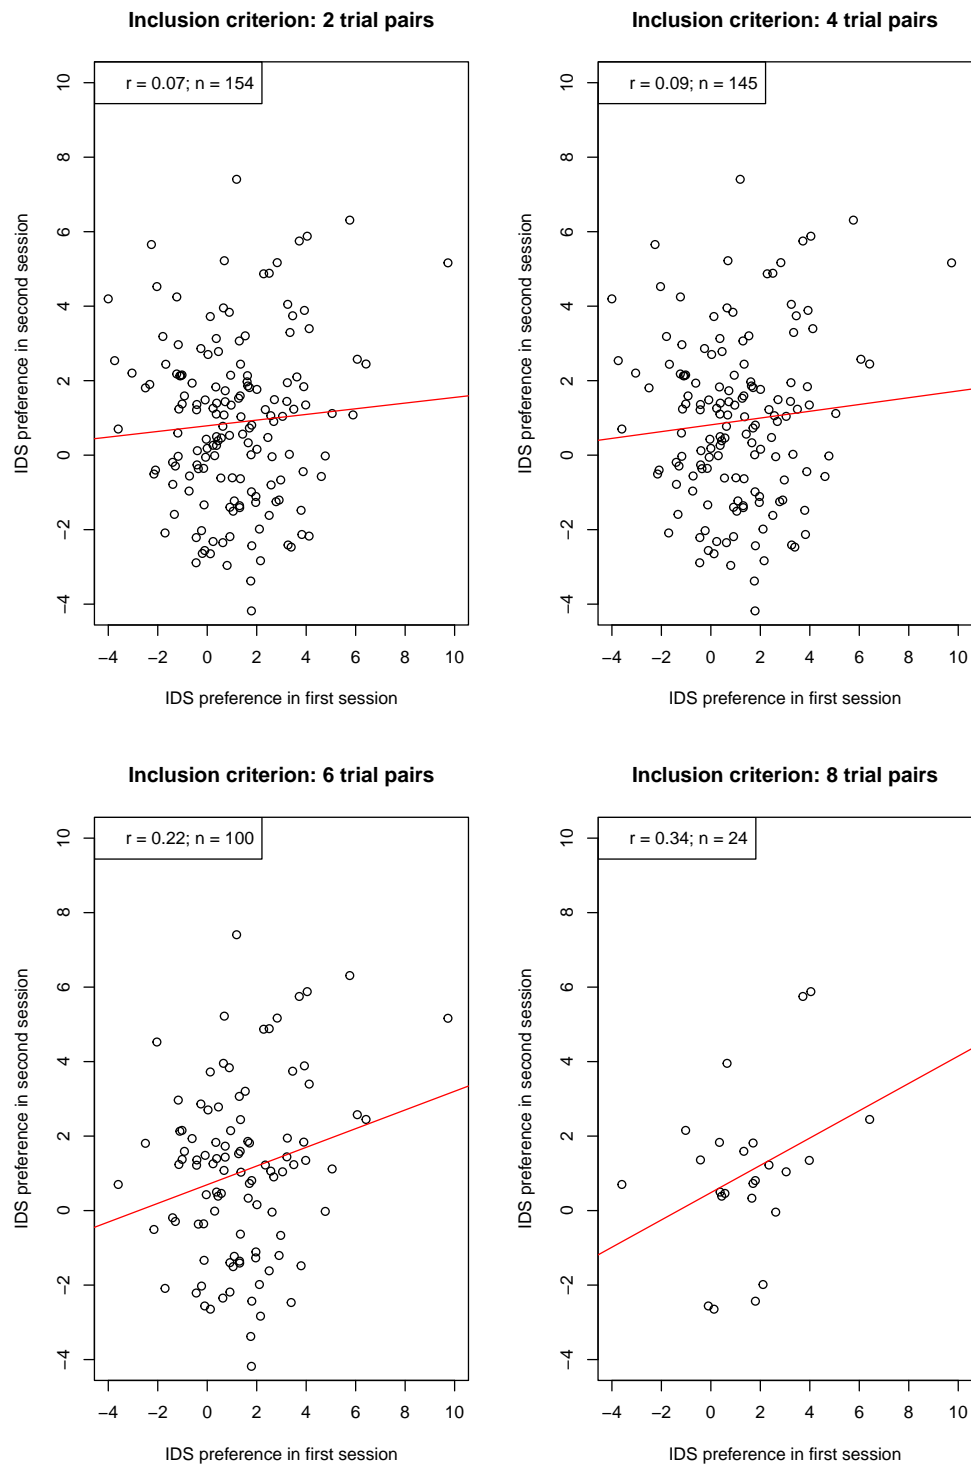 Inclusion criterion: 2 trial pairs
r = 0.07; n = 154
IDS preference in second session
10
8
6
4
2
0
−2
−4
−4 −2 0 2 4 6 8 10
IDS preference in first session
Inclusion criterion: 4 trial pairs
r = 0.09; n = 145
IDS preference in second session
10
8
6
4
2
0
−2
−4
−4 −2 0 2 4 6 8 10
IDS preference in first session
Inclusion criterion: 6 trial pairs
r = 0.22; n = 100
IDS preference in second session
10
8
6
4
2
0
−2
−4
−4 −2 0 2 4 6 8 10
IDS preference in first session
Inclusion criterion: 8 trial pairs
r = 0.34; n = 24
IDS preference in second session
10
8
6
4
2
0
−2
−4
−4 −2 0 2 4 6 8 10
IDS preference in first session